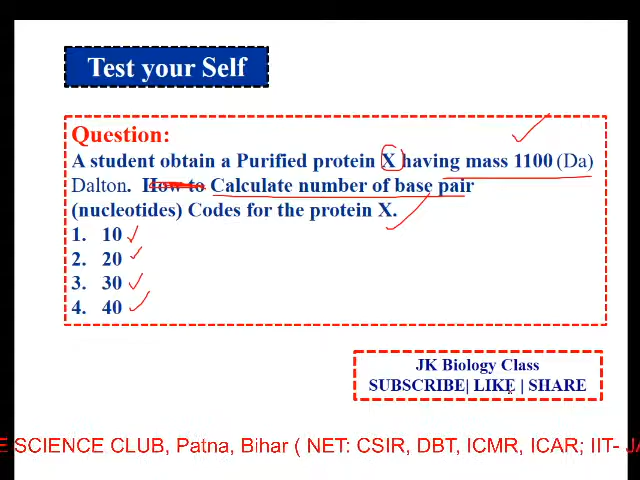 Test your Self
Question:
A student obtain a Purified protein X having mass 1100 (Da)
Dalton. How to Calculate number of base pair
(nucleotides) Codes for the protein X.
1. 10
2. 20
3. 30
4. 40
JK Biology Class
SUBSCRIBE| LIKE | SHARE
E SCIENCE CLUB, Patna, Bihar ( NET: CSIR, DBT, ICMR, ICAR; IIT- JA